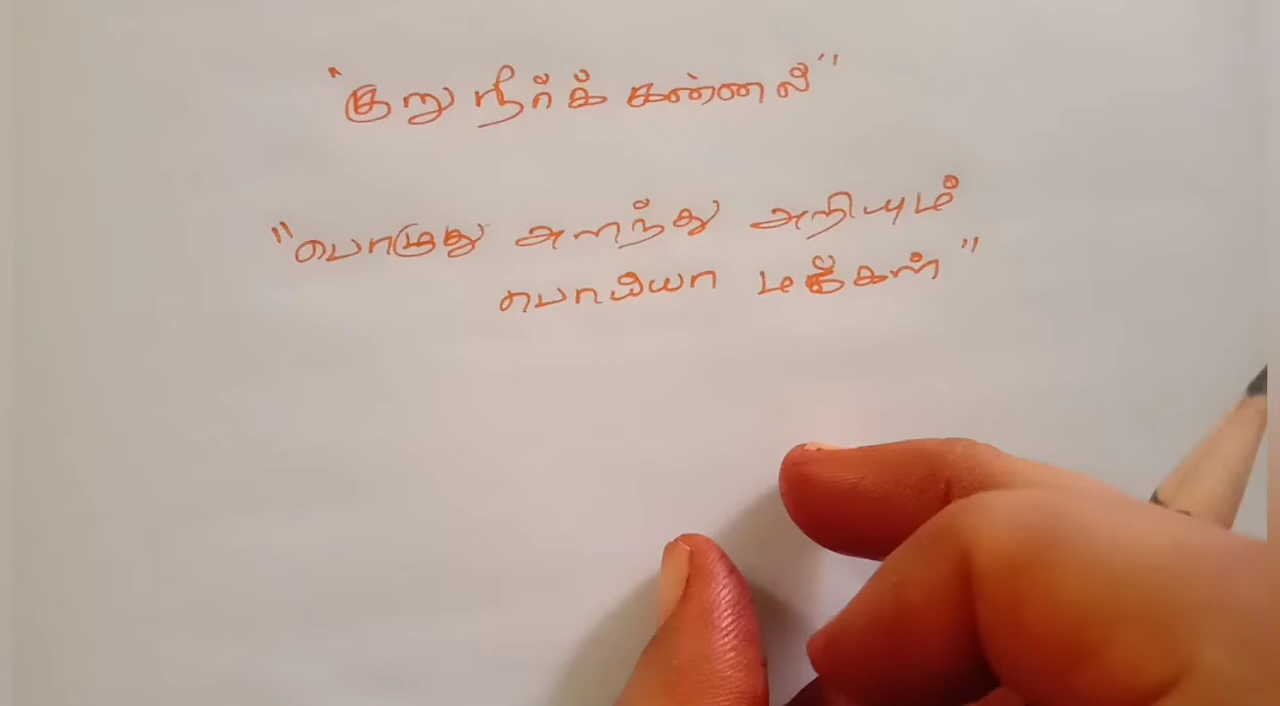 "குறு நீர்க் கன்னல்"
"பொழுது அளந்து அறியும்
பொய்யா மக்கள்"